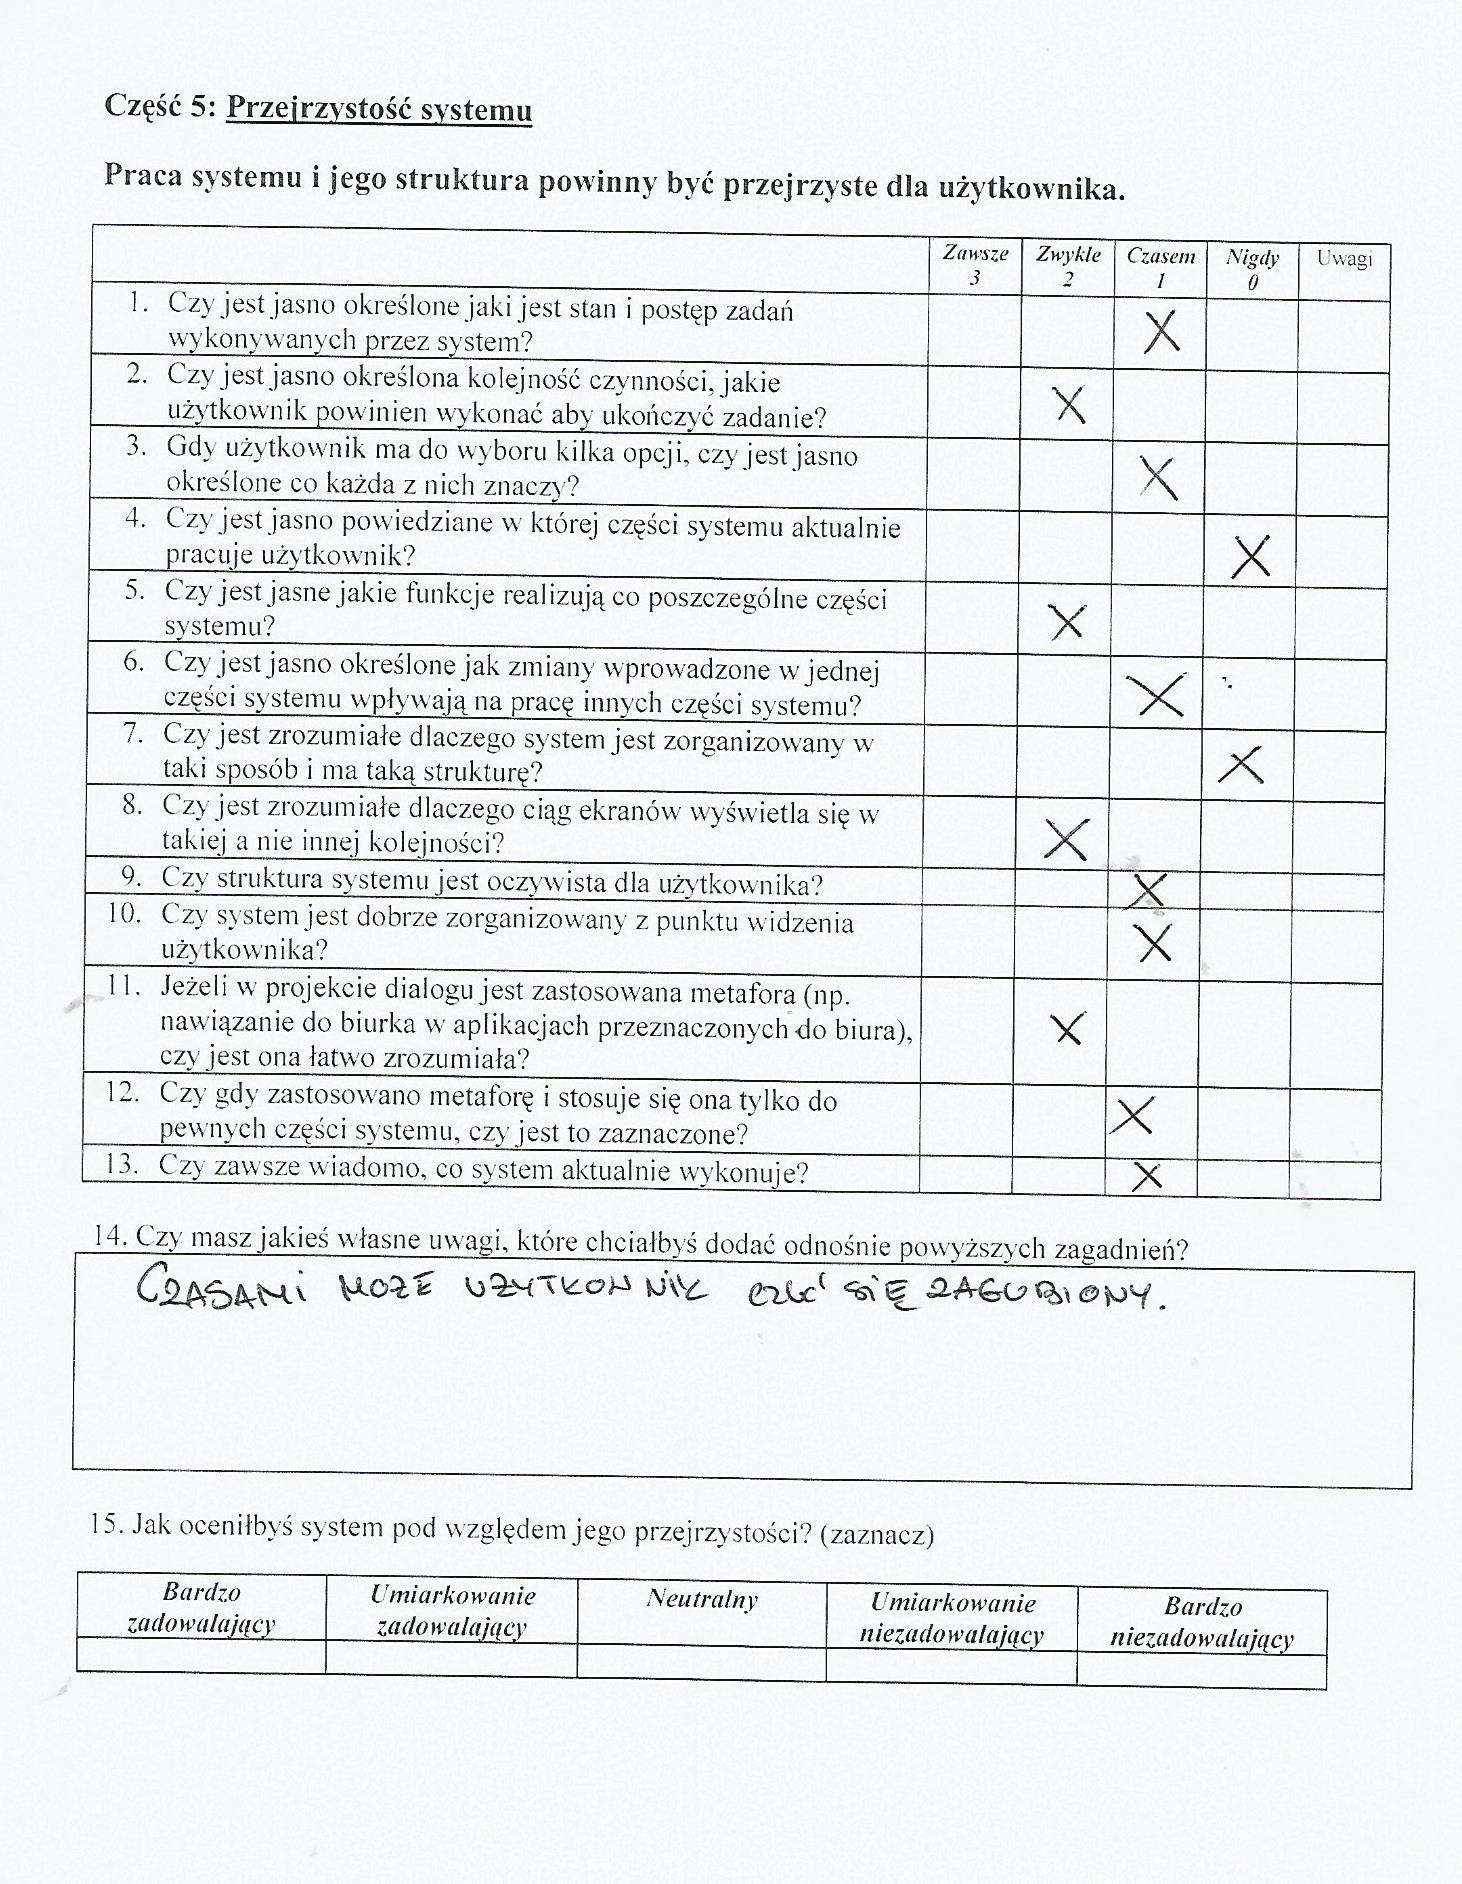 Część 5: Przejrzystość systemu
Praca systemu i jego struktura powinny być przejrzyste dla użytkownika.
Zawsze Zwykle Czasem Nigdy Uwagi
3 2 1 0
1. Czy jest jasno określone jaki jest stan i postęp zadań
wykonywanych przez system? X
2. Czy jest jasno określona kolejność czynności, jakie
użytkownik powinien wykonać aby ukończyć zadanie? X
3. Gdy użytkownik ma do wyboru kilka opcji, czy jest jasno
określone co każda z nich znaczy? X
4. Czy jest jasno powiedziane w której części systemu aktualnie
pracuje użytkownik? X
5. Czy jest jasne jakie funkcje realizują co poszczególne części
systemu? X
6. Czy jest jasno określone jak zmiany wprowadzone w jednej
części systemu wpływają na pracę innych części systemu? X
7. Czy jest zrozumiałe dlaczego system jest zorganizowany w
taki sposób i ma taką strukturę? X
8. Czy jest zrozumiałe dlaczego ciąg ekranów wyświetla się w
takiej a nie innej kolejności? X
9. Czy struktura systemu jest oczywista dla użytkownika? X
10. Czy system jest dobrze zorganizowany z punktu widzenia
użytkownika? X
11. Jeżeli w projekcie dialogu jest zastosowana metafora (np.
nawiązanie do biurka w aplikacjach przeznaczonych do biura),
czy jest ona łatwo zrozumiała? X
12. Czy gdy zastosowano metaforę i stosuje się ona tylko do
pewnych części systemu, czy jest to zaznaczone? X
13. Czy zawsze wiadomo, co system aktualnie wykonuje? X
14. Czy masz jakieś własne uwagi, które chciałbyś dodać odnośnie powyższych zagadnień?
CZASAMI MOŻE UŻYTKOWNIK czuć SIĘ ZAGUBIONY.
15. Jak oceniłbyś system pod względem jego przejrzystości? (zaznacz)
Bardzo Umiarkowanie Neutralny Umiarkowanie Bardzo
zadowalający zadowalający niezadowalający niezadowalający